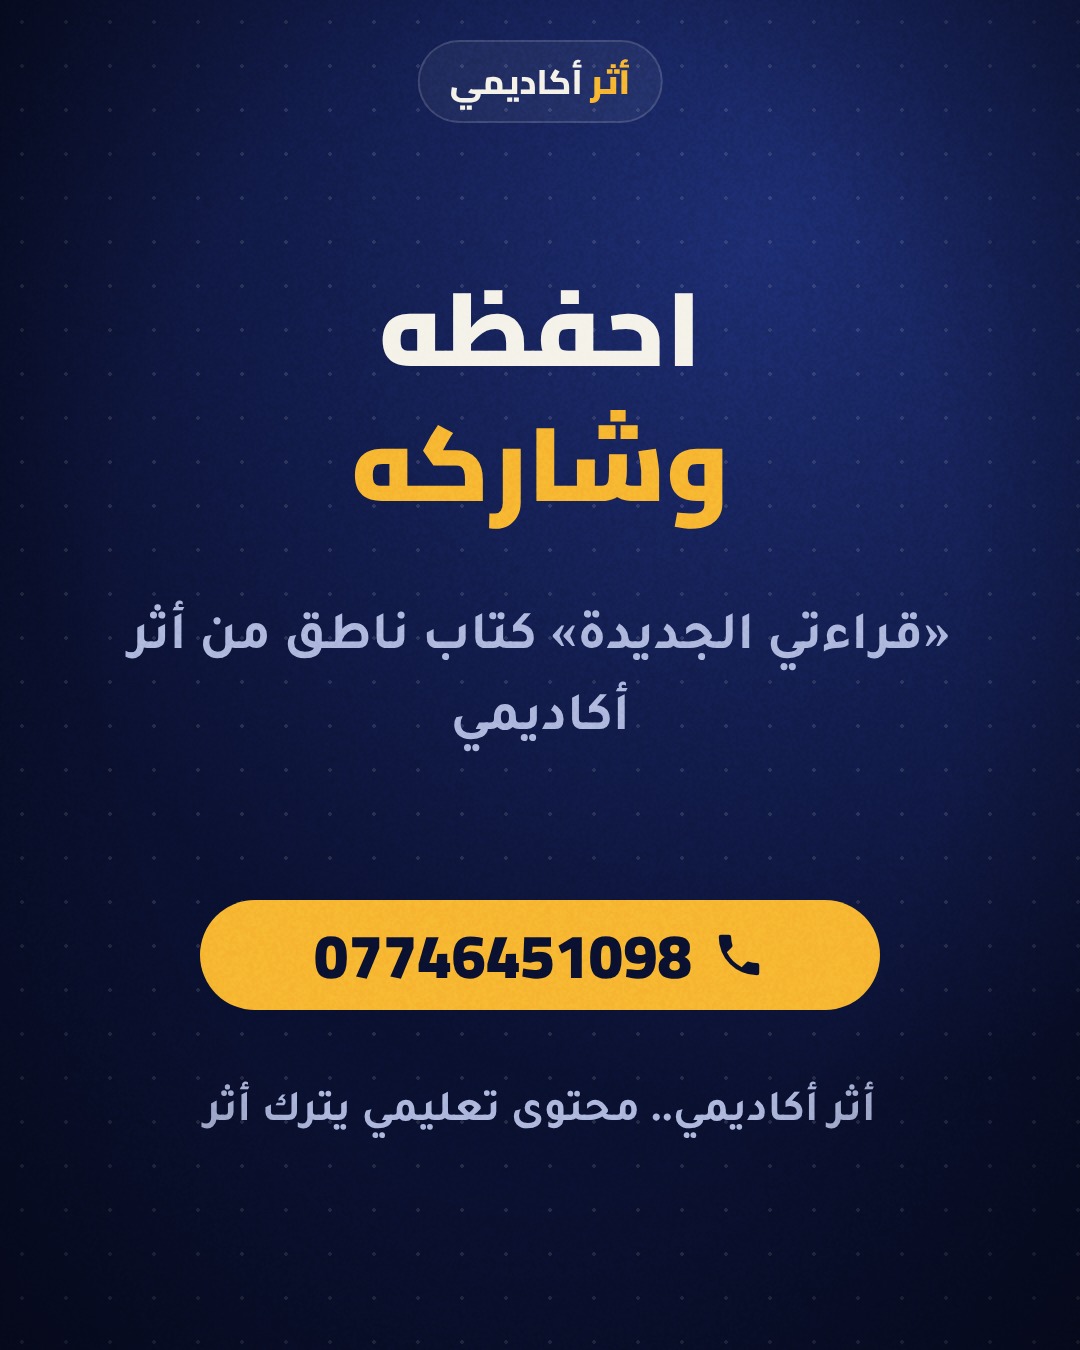 أثر أكاديمي
احفظه
وشاركه
«قراءتي الجديدة» كتاب ناطق من أثر
أكاديمي
07746451098
أثر أكاديمي.. محتوى تعليمي يترك أثر